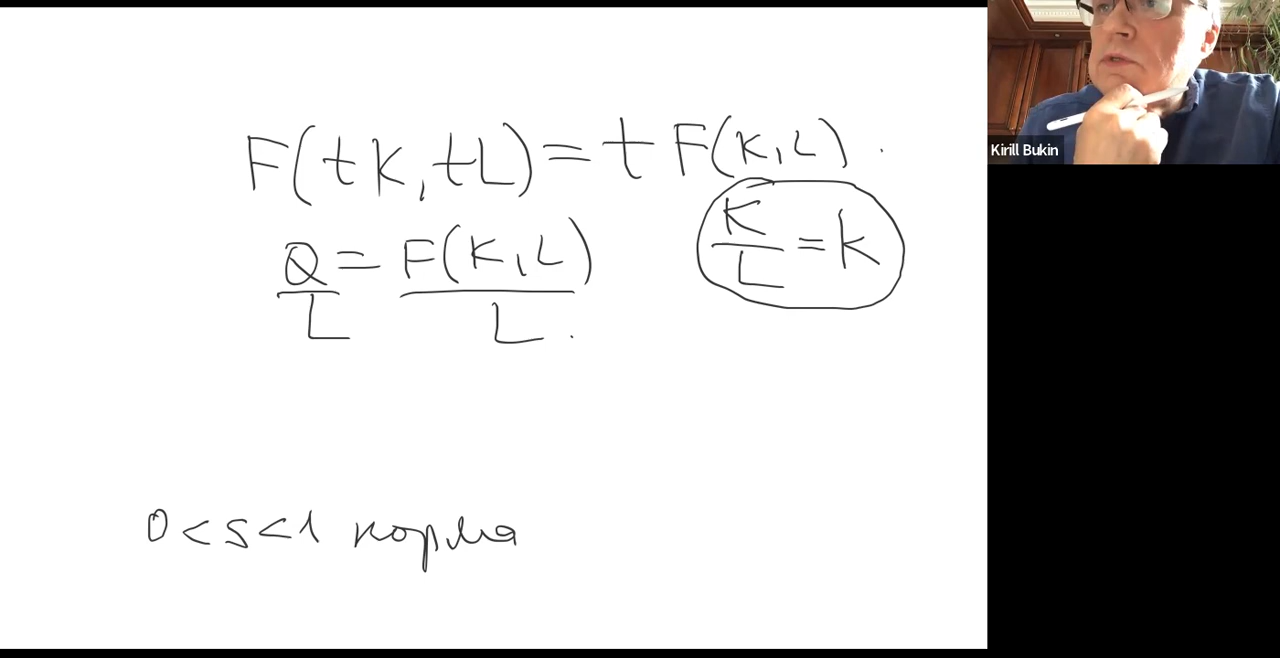 F(tK, tL) = t F(K, L).
Q/L = F(K, L)/L.
K/L = k
0 < s < 1 норма
Kirill Bukin